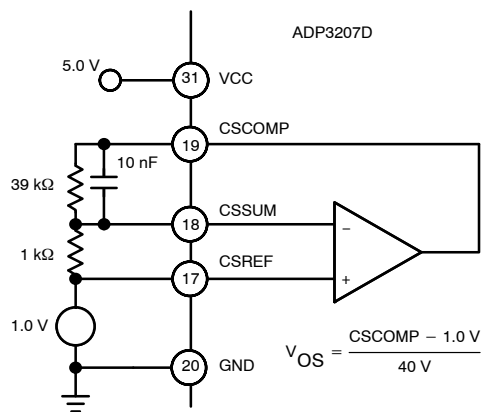 ADP3207D
5.0 V
31
VCC
CSCOMP
19
10 nF
39 kΩ
CSSUM
18
−
1 kΩ
CSREF
17
+
1.0 V
VOS = CSCOMP − 1.0 V
40 V
20
GND